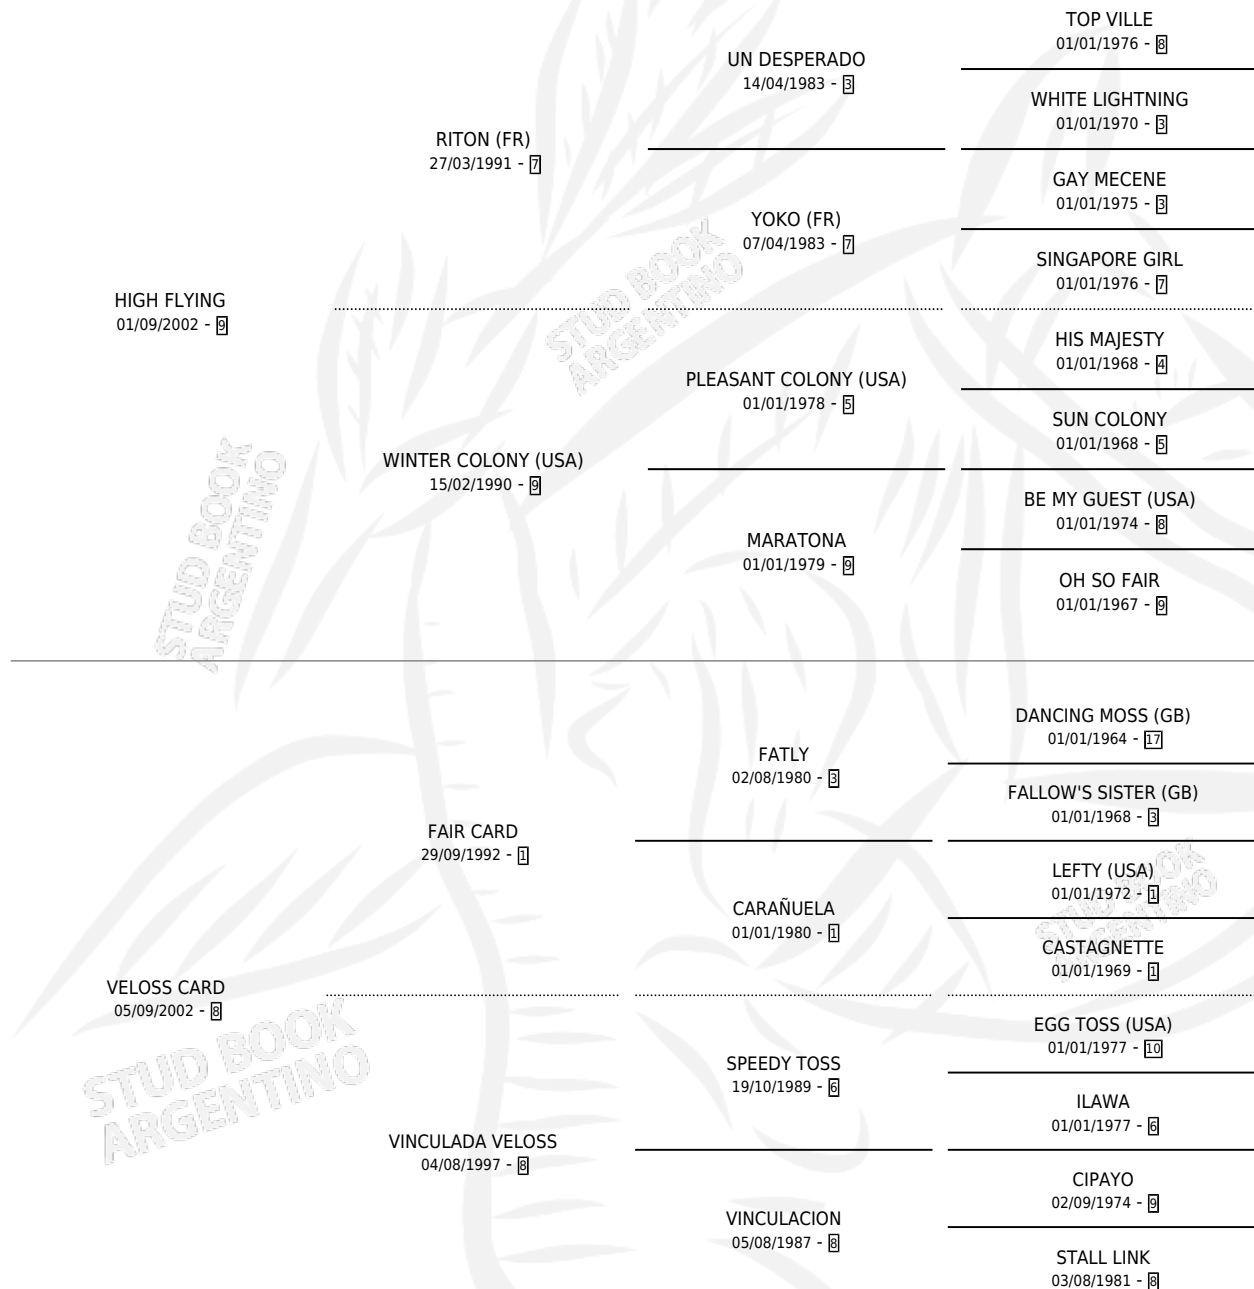 TOP VILLE
01/01/1976 - 8
UN DESPERADO
14/04/1983 - 3
WHITE LIGHTNING
01/01/1970 - 3
RITON (FR)
27/03/1991 - 7
GAY MECENE
01/01/1975 - 3
YOKO (FR)
07/04/1983 - 7
SINGAPORE GIRL
01/01/1976 - 7
HIGH FLYING
01/09/2002 - 9
STUD BOOK
ARGENTINO
HIS MAJESTY
01/01/1968 - 4
PLEASANT COLONY (USA)
01/01/1978 - 5
SUN COLONY
01/01/1968 - 5
WINTER COLONY (USA)
15/02/1990 - 9
BE MY GUEST (USA)
01/01/1974 - 8
MARATONA
01/01/1979 - 9
OH SO FAIR
01/01/1967 - 9
STUD BOOK
ARGENTINO
DANCING MOSS (GB)
01/01/1964 - 17
FATLY
02/08/1980 - 3
FALLOW'S SISTER (GB)
01/01/1968 - 3
FAIR CARD
29/09/1992 - 1
LEFTY (USA)
01/01/1972 - 1
CARAÑUELA
01/01/1980 - 1
STUD BOOK
ARGENTINO
CASTAGNETTE
01/01/1969 - 1
VELOSS CARD
05/09/2002 - 8
EGG TOSS (USA)
01/01/1977 - 10
SPEEDY TOSS
19/10/1989 - 6
STUD BOOK
ARGENTINO
ILAWA
01/01/1977 - 6
VINCULADA VELOSS
04/08/1997 - 8
CIPAYO
02/09/1974 - 9
VINCULACION
05/08/1987 - 8
STALL LINK
03/08/1981 - 8